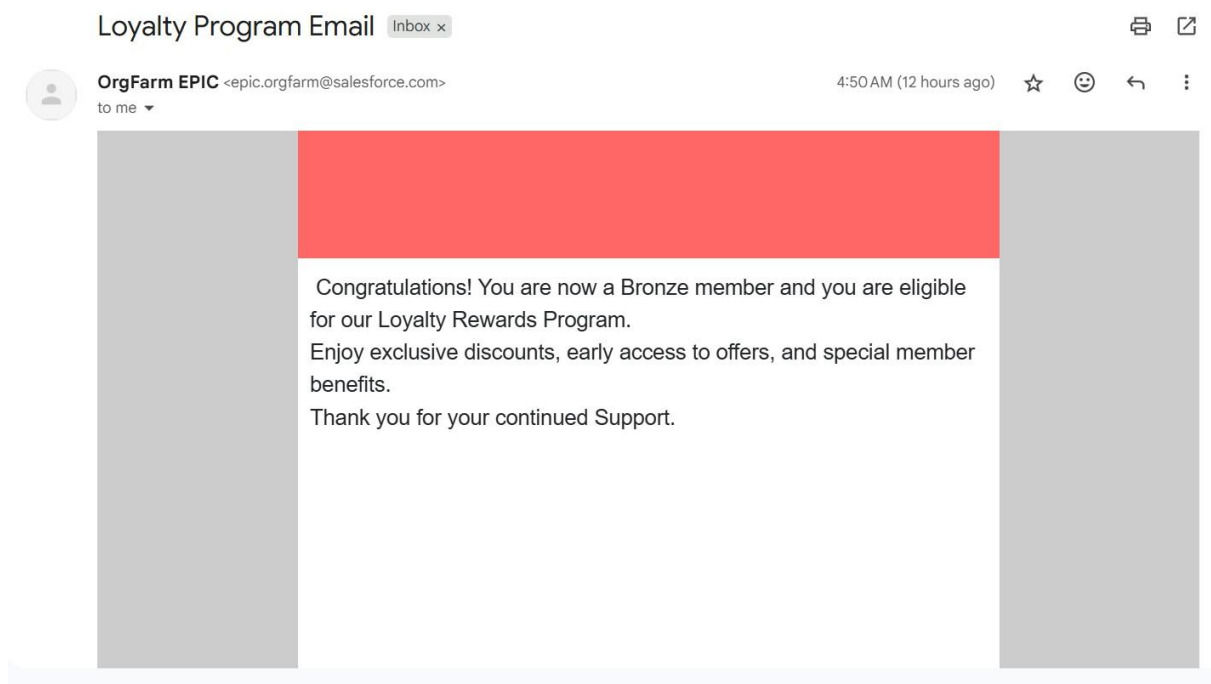 Loyalty Program Email Inbox ×
OrgFarm EPIC <epic.orgfarm@salesforce.com> 4:50 AM (12 hours ago)
to me
Congratulations! You are now a Bronze member and you are eligible
for our Loyalty Rewards Program.
Enjoy exclusive discounts, early access to offers, and special member
benefits.
Thank you for your continued Support.